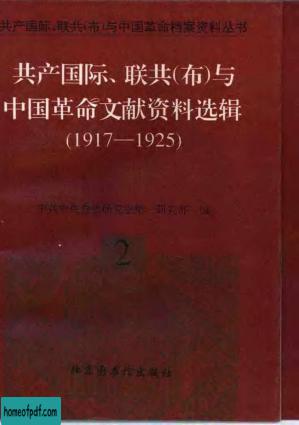 共产国际、联共(布)与中国革命档案资料丛书
共产国际、联共(布)与
中国革命文献资料选辑
(1917—1925)
中共中央党史研究室第一研究部 编
2
北京图书馆出版社
homeofpdf.com